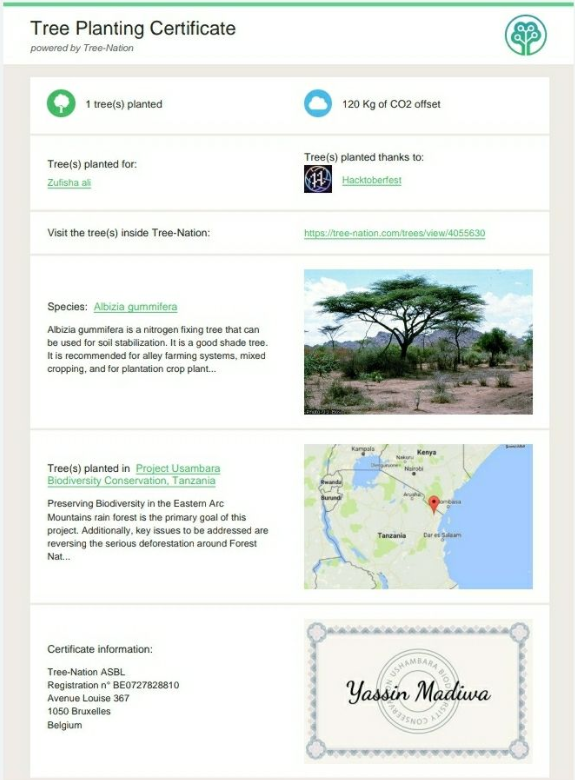 Tree Planting Certificate
powered by Tree-Nation
1 tree(s) planted
120 Kg of CO2 offset
Tree(s) planted for:
Zufisha ali
Tree(s) planted thanks to:
Hacktoberfest
Visit the tree(s) inside Tree-Nation:
https://tree-nation.com/trees/view/4055630
Species: Albizia gummifera
Albizia gummifera is a nitrogen fixing tree that can
be used for soil stabilization. It is a good shade tree.
It is recommended for alley farming systems, mixed
cropping, and for plantation crop plant...
Tree(s) planted in Project Usambara
Biodiversity Conservation, Tanzania
Preserving Biodiversity in the Eastern Arc
Mountains rain forest is the primary goal of this
project. Additionally, key issues to be addressed are
reversing the serious deforestation around Forest
Nat...
Kampala
Kenya
Nakuru
Nairobi
Rwanda
Burundi
Arusha
Mombasa
Tanzania
Dar es Salaam
Certificate information:
Tree-Nation ASBL
Registration n° BE0727828810
Avenue Louise 367
1050 Bruxelles
Belgium
Yassin Madiwa